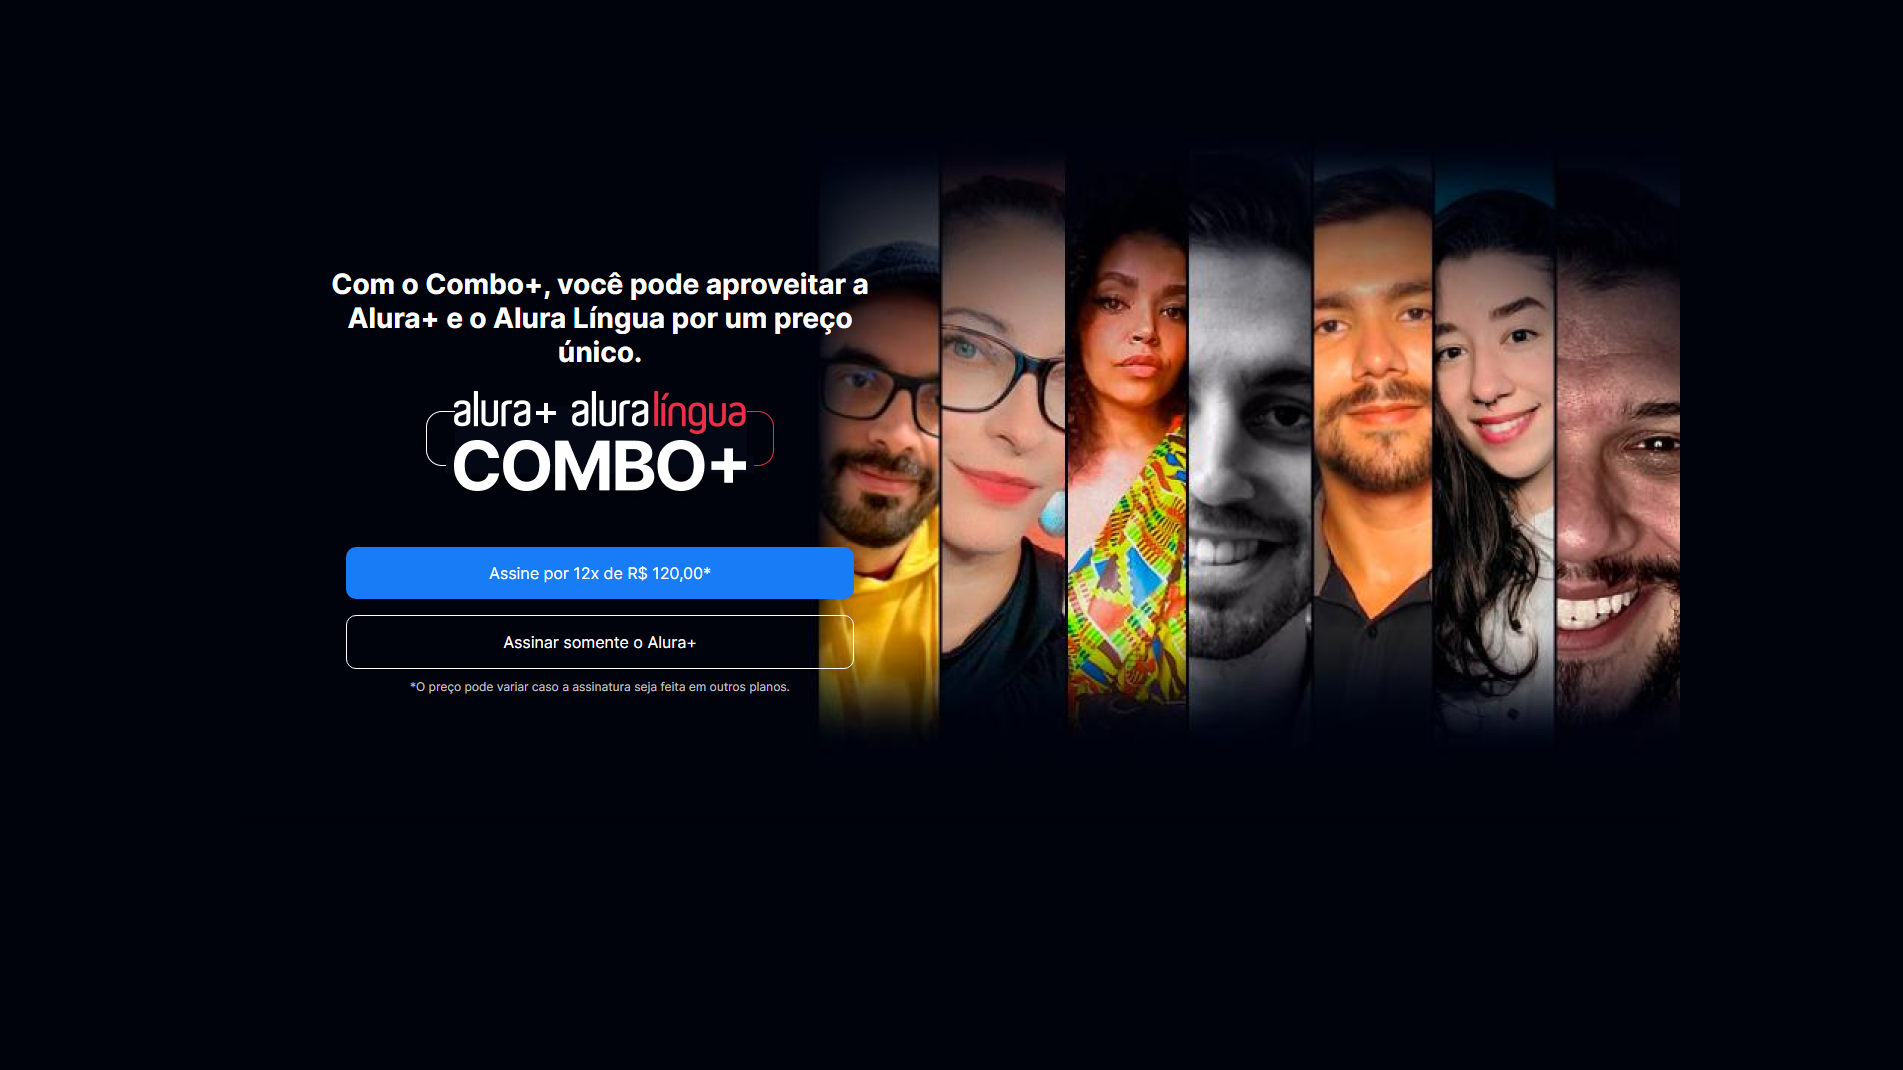 Com o Combo+, você pode aproveitar a
Alura+ e o Alura Língua por um preço
único.
alura+ aluralíngua
COMBO+
Assine por 12x de R$ 120,00*
Assinar somente o Alura+
*O preço pode variar caso a assinatura seja feita em outros planos.